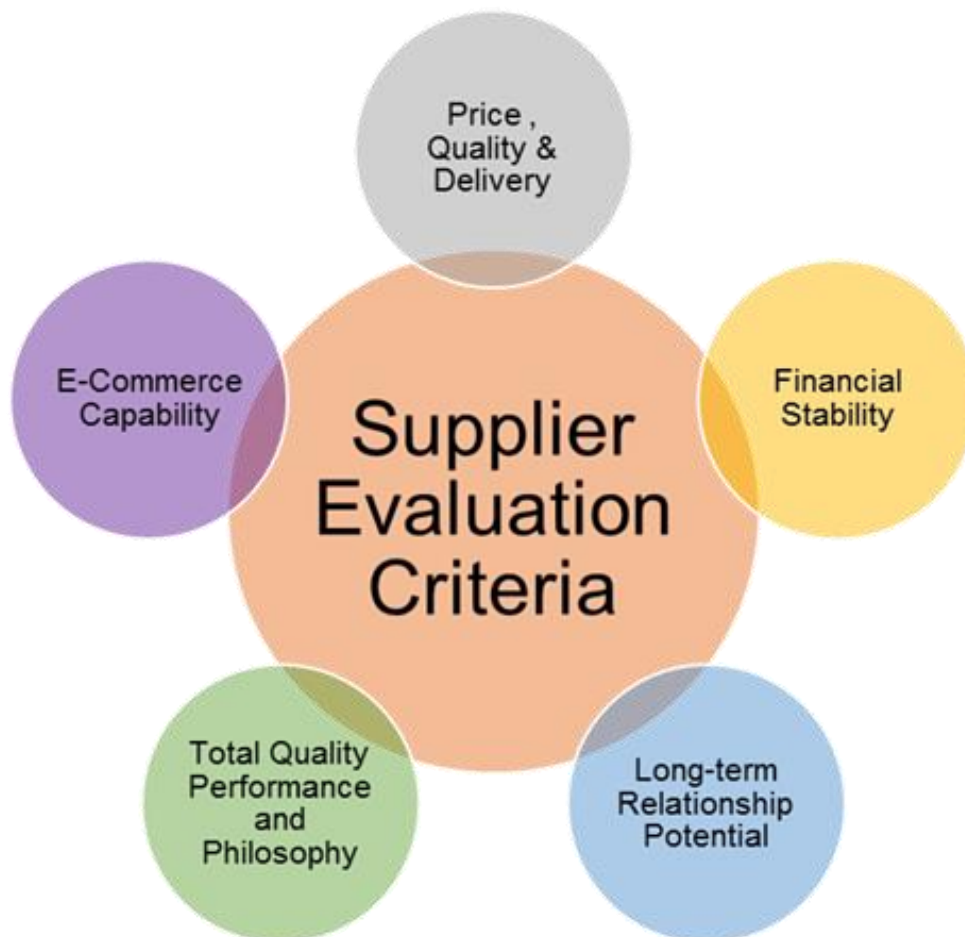 Price ,
Quality &
Delivery
E-Commerce
Capability
Financial
Stability
Supplier
Evaluation
Criteria
Total Quality
Performance
and
Philosophy
Long-term
Relationship
Potential